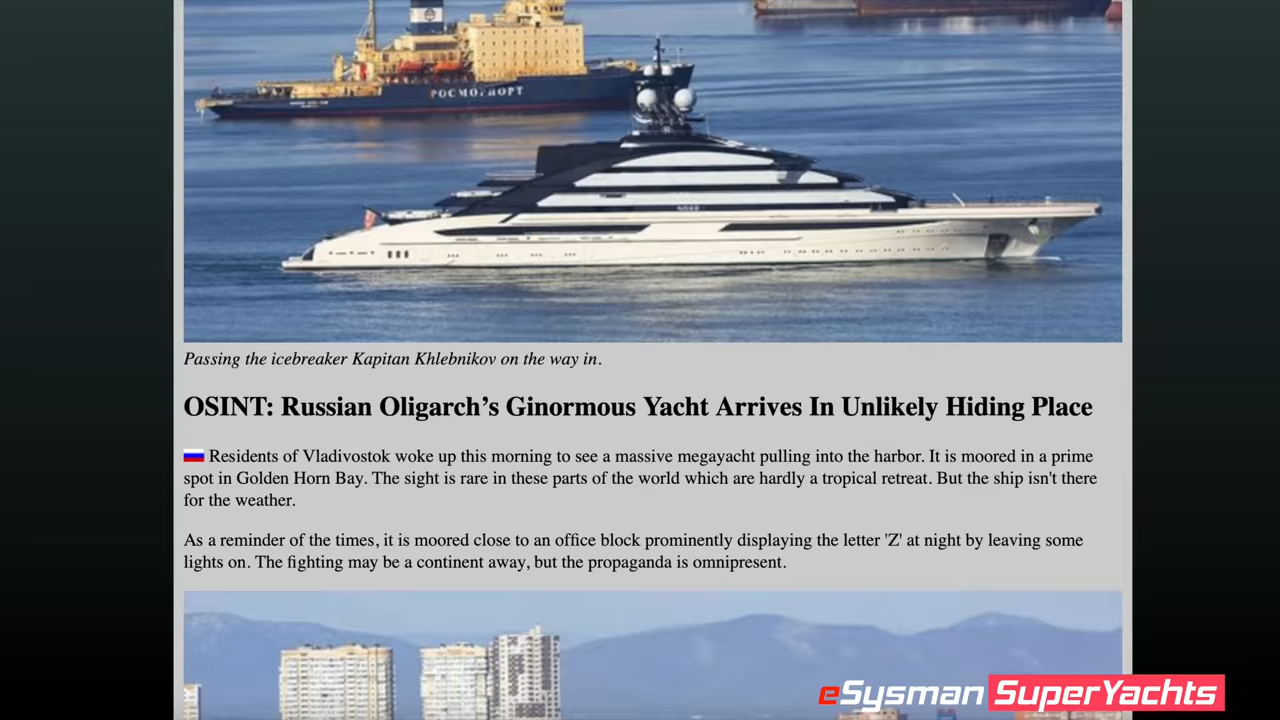 РОСМОРПОРТ
NORD
Passing the icebreaker Kapitan Khlebnikov on the way in.
OSINT: Russian Oligarch’s Ginormous Yacht Arrives In Unlikely Hiding Place
Residents of Vladivostok woke up this morning to see a massive megayacht pulling into the harbor. It is moored in a prime
spot in Golden Horn Bay. The sight is rare in these parts of the world which are hardly a tropical retreat. But the ship isn't there
for the weather.
As a reminder of the times, it is moored close to an office block prominently displaying the letter 'Z' at night by leaving some
lights on. The fighting may be a continent away, but the propaganda is omnipresent.
eSysman SuperYachts